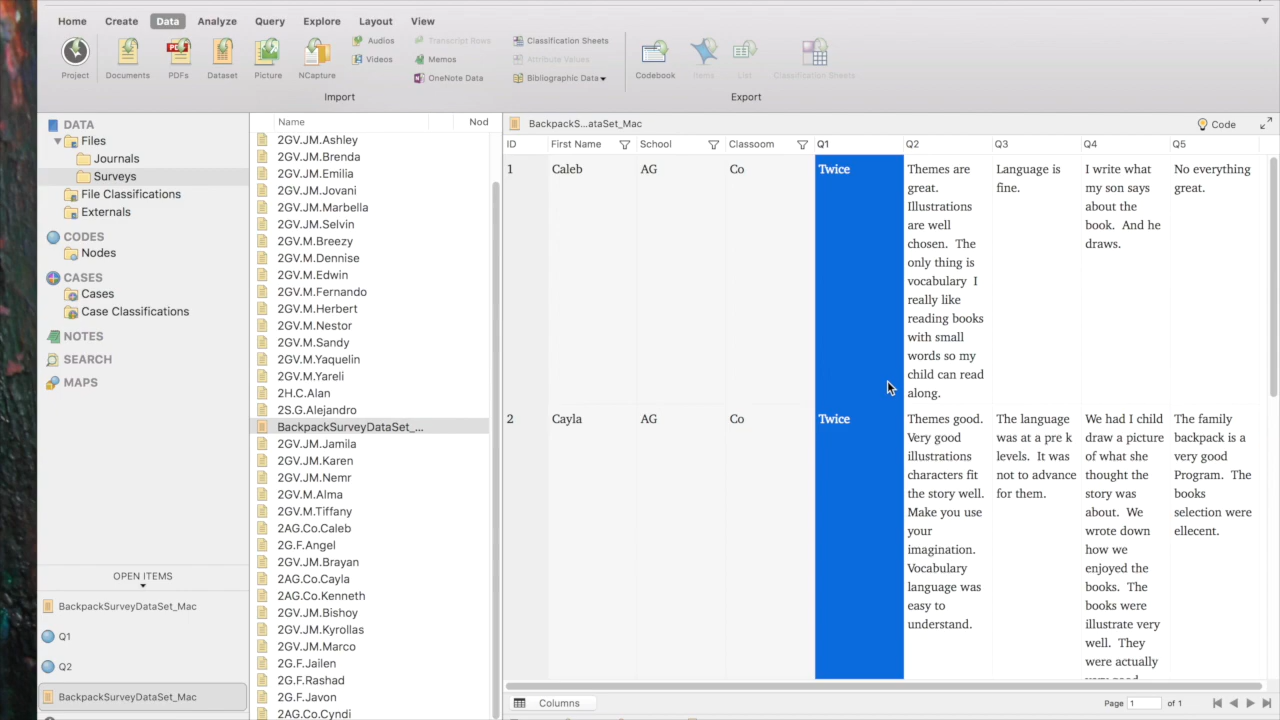 Home Create Data Analyze Query Explore Layout View
Project Documents PDFs Dataset Picture NCapture
Audios Transcript Rows
Videos Memos
OneNote Data
Classification Sheets
Attribute Values
Bibliographic Data
Codebook Items List Classification Sheets
Import Export
DATA
Files
Journals
Surveys
File Classifications
Externals
CODES
Nodes
CASES
Cases
Case Classifications
NOTES
SEARCH
MAPS
OPEN ITEMS
BackpackSurveyDataSet_Mac
Q1
Q2
BackpackSurveyDataSet_Mac
Name Nod
2GV.JM.Ashley
2GV.JM.Brenda
2GV.JM.Emilia
2GV.JM.Jovani
2GV.JM.Marbella
2GV.JM.Selvin
2GV.M.Breezy
2GV.M.Dennise
2GV.M.Edwin
2GV.M.Fernando
2GV.M.Herbert
2GV.M.Nestor
2GV.M.Sandy
2GV.M.Yaquelin
2GV.M.Yareli
2H.C.Alan
2S.G.Alejandro
BackpackSurveyDataSet_...
2GV.JM.Jamila
2GV.JM.Karen
2GV.JM.Nemr
2GV.M.Alma
2GV.M.Tiffany
2AG.Co.Caleb
2G.F.Angel
2GV.JM.Brayan
2AG.Co.Cayla
2AG.Co.Kenneth
2GV.JM.Bishoy
2GV.JM.Kyrollas
2GV.JM.Marco
2G.F.Jailen
2G.F.Rashad
2G.F.Javon
2AG.Co.Cyndi
BackpackS...ataSet_Mac Code
ID First Name School Classoom Q1 Q2 Q3 Q4 Q5
1 Caleb AG Co Twice
Themes are
great.
Illustrations
are well
chosen. The
only thing is
vocabulary I
really like
reading books
with small
words so my
child can read
along.
Language is
fine.
I write what
my son says
about the
book. And he
draws.
No everything
great.
2 Cayla AG Co Twice
Themes good.
Very good
illustrations
characters fit
the story well.
Make you use
your
imagination.
Vocabulary
language was
easy to
understand.
The language
was at a pre k
levels. It was
not to advance
for them.
We had I child
draw a picture
of what she
thought the
story was
about. We
wrote down
how we
enjoyed the
books. The
books were
illustrate very
well. They
were actually
very good
The family
backpack is a
very good
Program. The
books
selection were
ellecent.
Columns Page 1 of 1